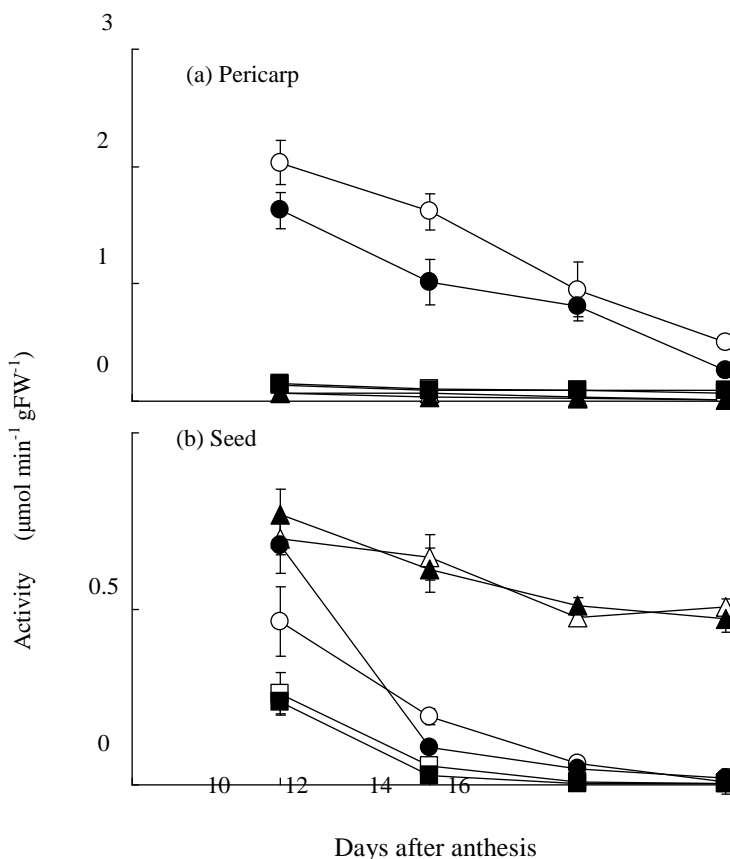 3
(a) Pericarp
2
1
0
(b) Seed
0.5
0
10 12 14 16
Activity (μmol min⁻¹ gFW⁻¹)
Days after anthesis